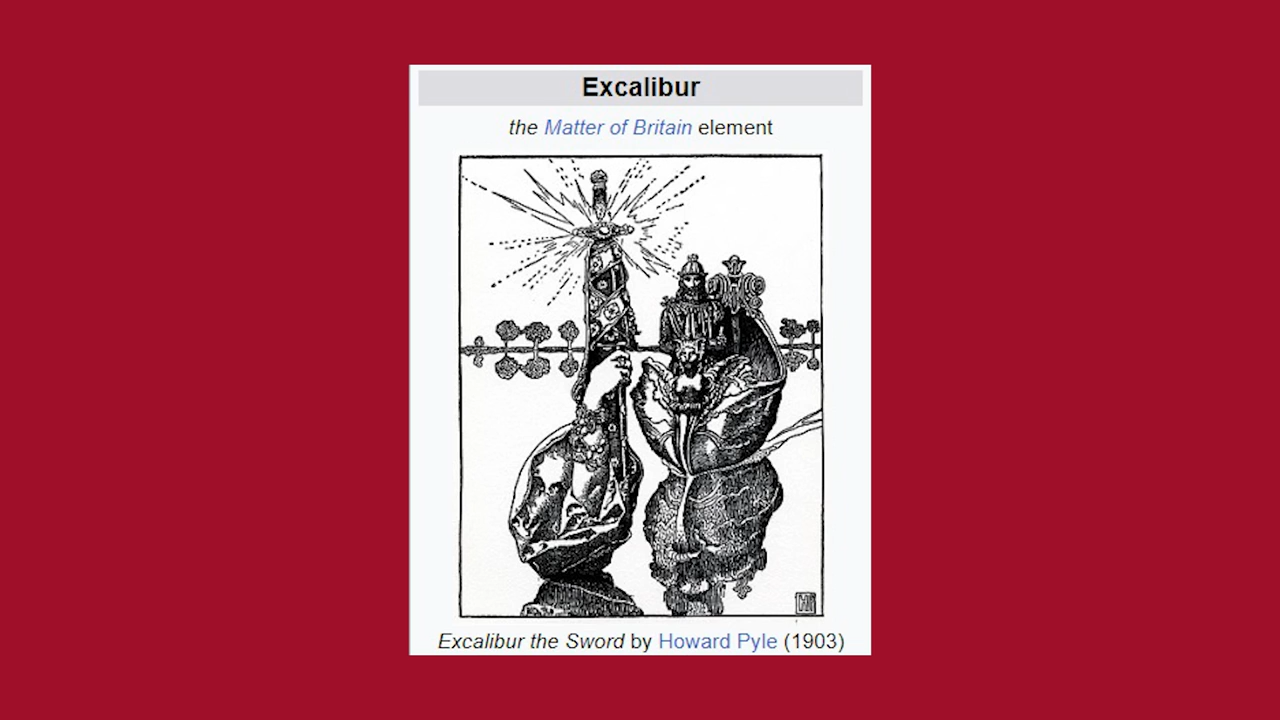 Excalibur
the Matter of Britain element
Excalibur the Sword by Howard Pyle (1903)